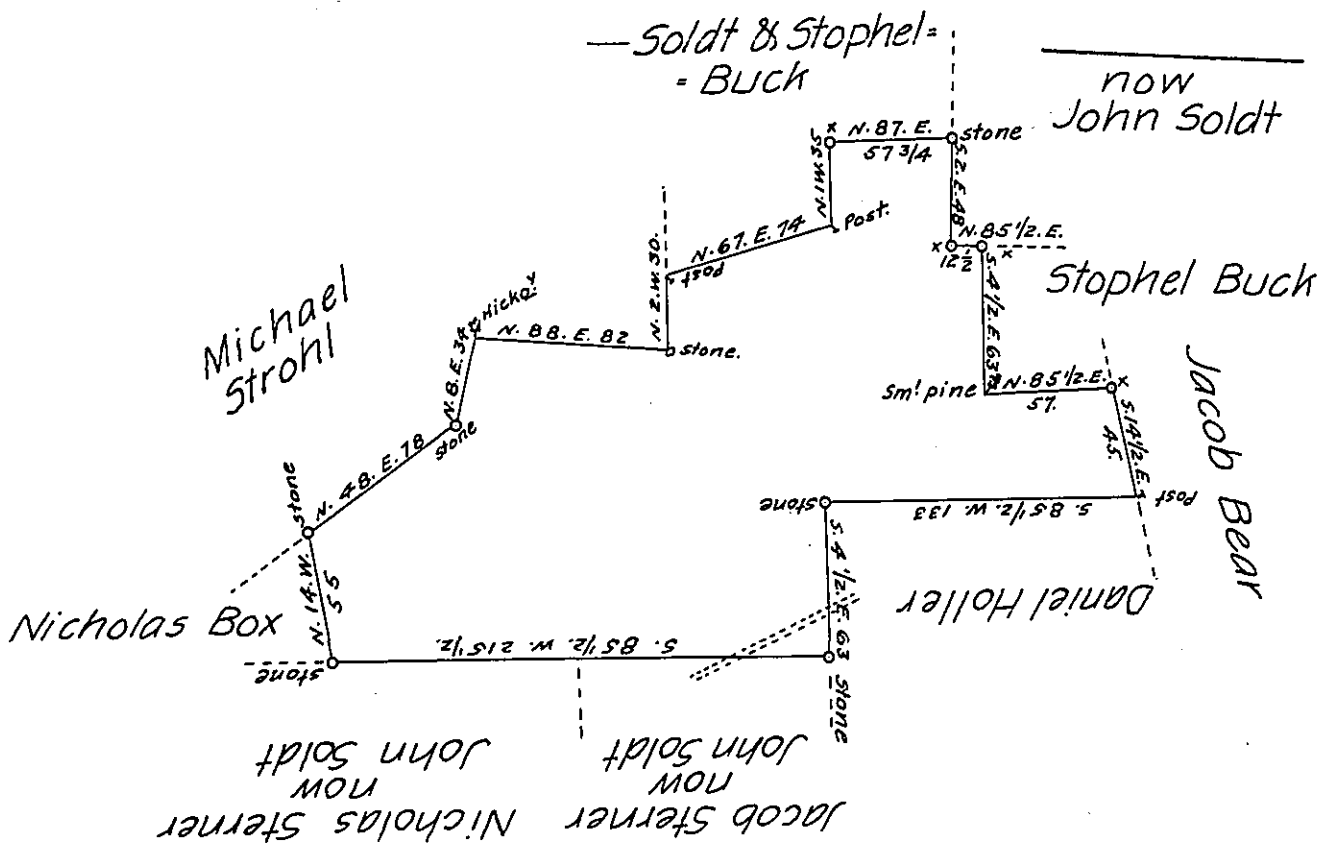 — Soldt & Stophel =
= Buck
now
John Soldt
x
N. 87. E.
57 3/4
stone
N. 1 W. 35
S. 2. E. 48
Post.
N. 67. E. 74
Post
N. 85 1/2. E.
x
12 1/2
x
Stophel Buck
N. 2. W. 30.
Michael
Strohl
Hickoy
N. 88. E. 82
stone.
N. 8. E. 34
S. 4 1/2. E. 63
Sml pine
N. 85 1/2. E.
57.
x
Jacob Bear
S. 14 1/2. E.
45.
Post
stone
N. 48. E. 78
stone
stone
S. 85 1/2. W. 133
N. 14. W.
55
S. 4 1/2. E. 63
Daniel Holler
Nicholas Box
stone
S. 85 1/2. W. 215 1/2.
Stone
Nicholas Sterner
now
John Soldt
Jacob Sterner
now
John Soldt